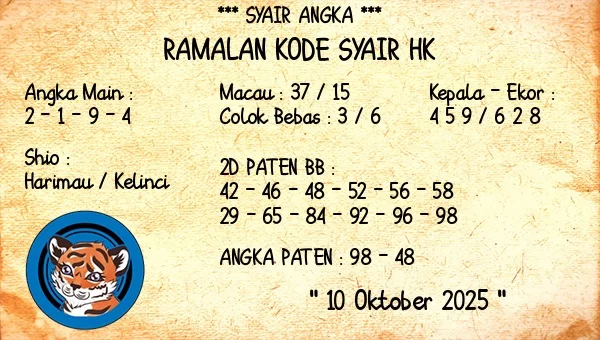 *** SYAIR ANGKA ***
RAMALAN KODE SYAIR HK
Angka Main :
2 - 1 - 9 - 4
Shio :
Harimau / Kelinci
Macau : 37 / 15
Colok Bebas : 3 / 6
2D PATEN BB :
42 - 46 - 48 - 52 - 56 - 58
29 - 65 - 84 - 92 - 96 - 98
ANGKA PATEN : 98 - 48
Kepala - Ekor :
4 5 9 / 6 2 8
" 10 Oktober 2025 "